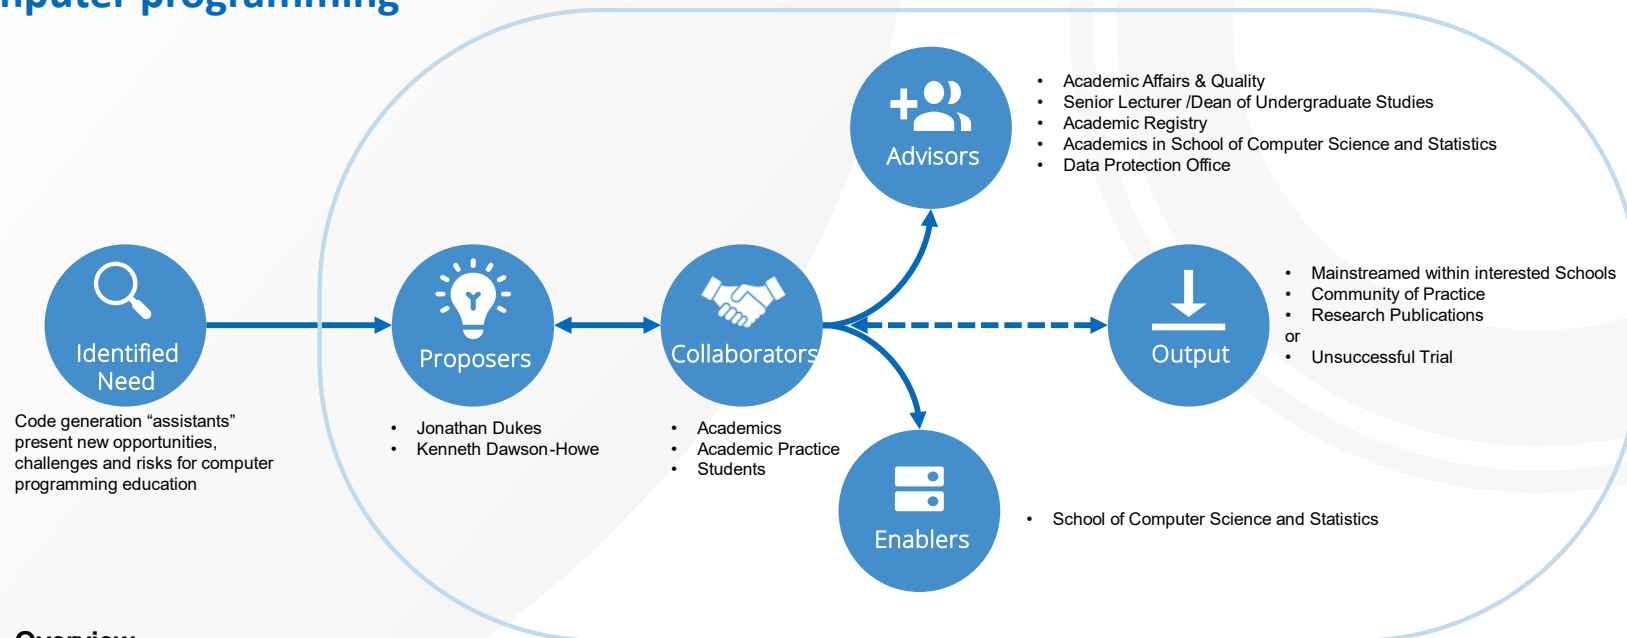 mputer programming
Identified
Need
Code generation “assistants”
present new opportunities,
challenges and risks for computer
programming education
Proposers
• Jonathan Dukes
• Kenneth Dawson-Howe
Collaborators
• Academics
• Academic Practice
• Students
Advisors
• Academic Affairs & Quality
• Senior Lecturer /Dean of Undergraduate Studies
• Academic Registry
• Academics in School of Computer Science and Statistics
• Data Protection Office
Enablers
• School of Computer Science and Statistics
Output
• Mainstreamed within interested Schools
• Community of Practice
• Research Publications
or
• Unsuccessful Trial
Overview